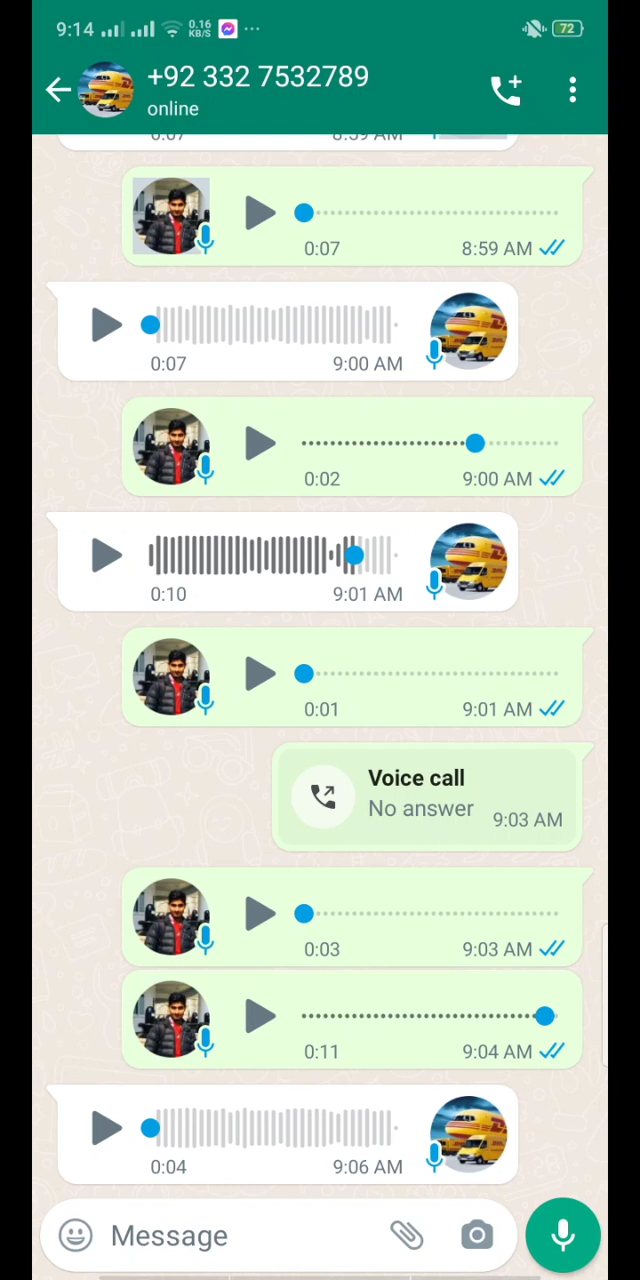 9:14 0.16 KB/S 72
+92 332 7532789
online
0:07 8:59 AM
0:07 8:59 AM
0:07 9:00 AM
0:02 9:00 AM
0:10 9:01 AM
0:01 9:01 AM
Voice call
No answer 9:03 AM
0:03 9:03 AM
0:11 9:04 AM
0:04 9:06 AM
Message